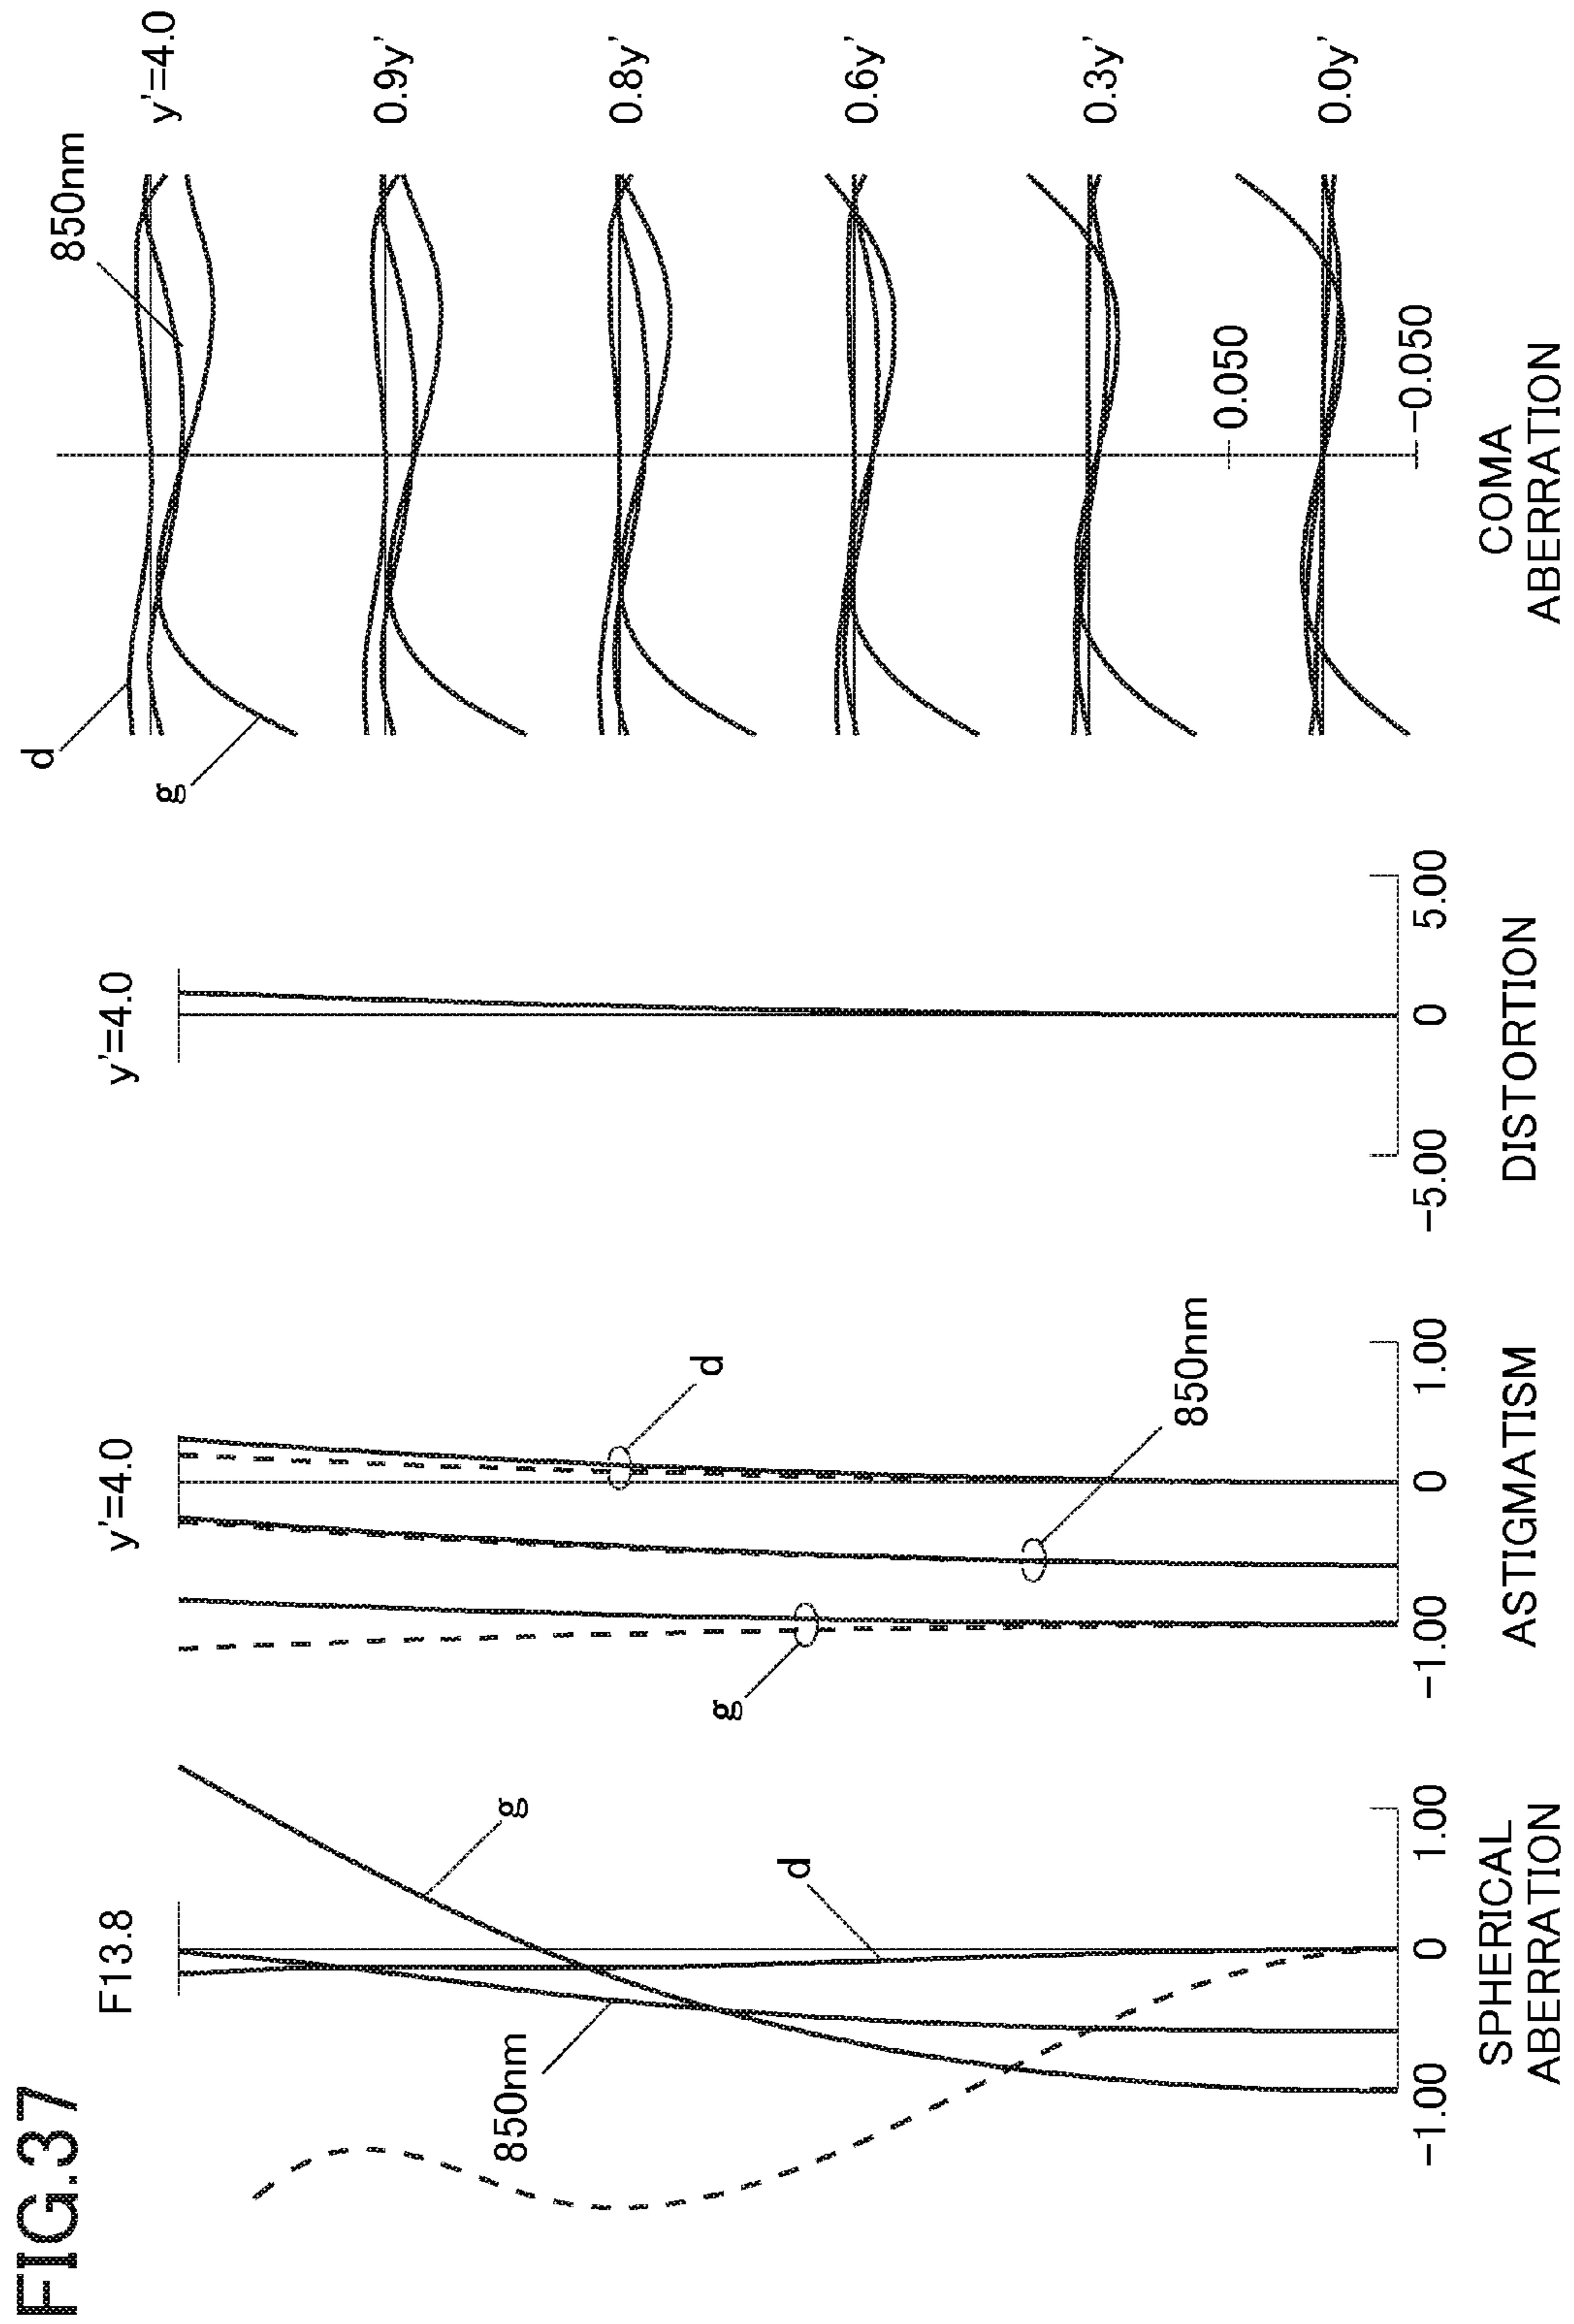 FIG.37
F13.8
g
d
850nm
-1.00
0
1.00
SPHERICAL
ABERRATION
y'=4.0
d
850nm
g
-1.00
0
1.00
ASTIGMATISM
y'=4.0
-5.00
0
5.00
DISTORTION
d
g
850nm
y'=4.0
0.9y'
0.8y'
0.6y'
0.3y'
0.0y'
0.050
-0.050
COMA
ABERRATION